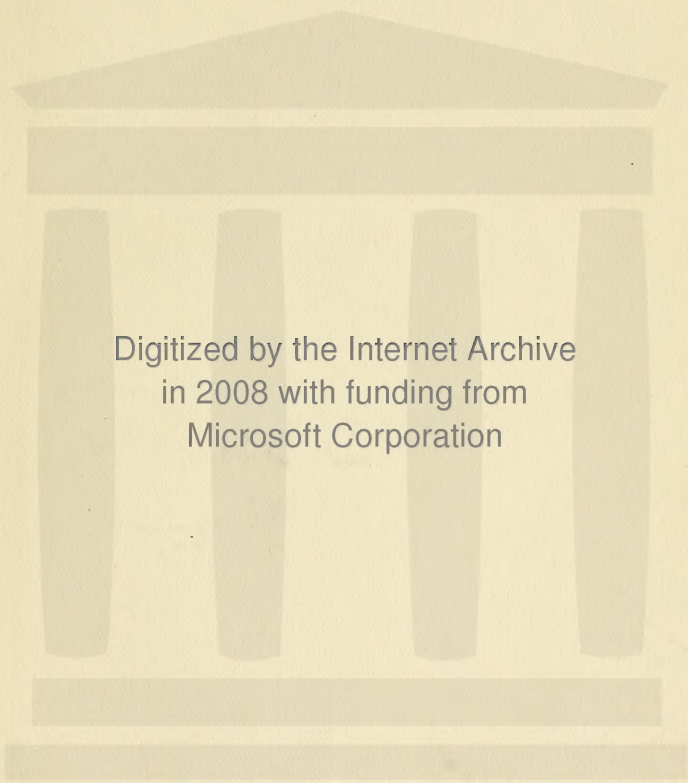 Digitized by the Internet Archive
in 2008 with funding from
Microsoft Corporation